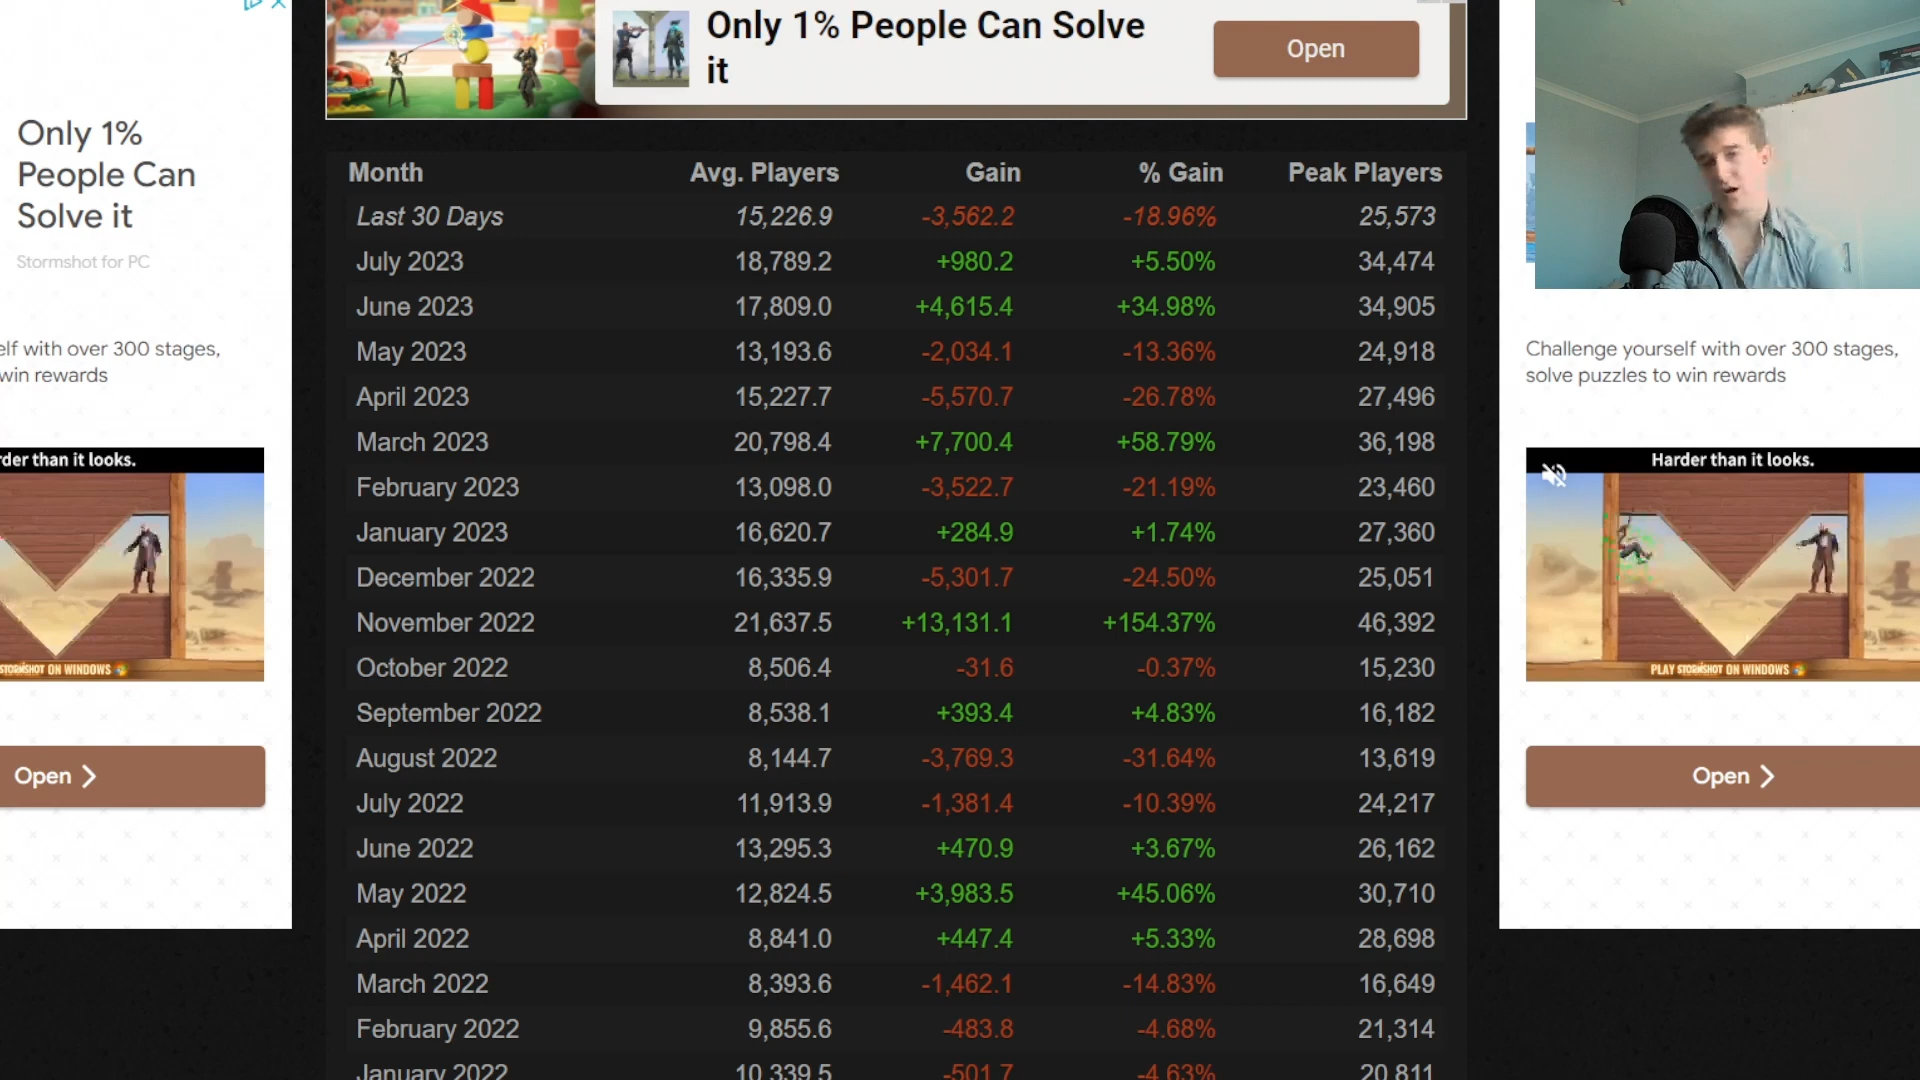 Only 1% People Can Solve
it
Open
Only 1%
People Can
Solve it
Stormshot for PC
elf with over 300 stages,
win rewards
rder than it looks.
STORMSHOT ON WINDOWS
Open
Month Avg. Players Gain % Gain Peak Players
Last 30 Days 15,226.9 -3,562.2 -18.96% 25,573
July 2023 18,789.2 +980.2 +5.50% 34,474
June 2023 17,809.0 +4,615.4 +34.98% 34,905
May 2023 13,193.6 -2,034.1 -13.36% 24,918
April 2023 15,227.7 -5,570.7 -26.78% 27,496
March 2023 20,798.4 +7,700.4 +58.79% 36,198
February 2023 13,098.0 -3,522.7 -21.19% 23,460
January 2023 16,620.7 +284.9 +1.74% 27,360
December 2022 16,335.9 -5,301.7 -24.50% 25,051
November 2022 21,637.5 +13,131.1 +154.37% 46,392
October 2022 8,506.4 -31.6 -0.37% 15,230
September 2022 8,538.1 +393.4 +4.83% 16,182
August 2022 8,144.7 -3,769.3 -31.64% 13,619
July 2022 11,913.9 -1,381.4 -10.39% 24,217
June 2022 13,295.3 +470.9 +3.67% 26,162
May 2022 12,824.5 +3,983.5 +45.06% 30,710
April 2022 8,841.0 +447.4 +5.33% 28,698
March 2022 8,393.6 -1,462.1 -14.83% 16,649
February 2022 9,855.6 -483.8 -4.68% 21,314
January 2022 10,339.5 -501.7 -4.63% 20,811
Challenge yourself with over 300 stages,
solve puzzles to win rewards
Harder than it looks.
PLAY STORMSHOT ON WINDOWS
Open